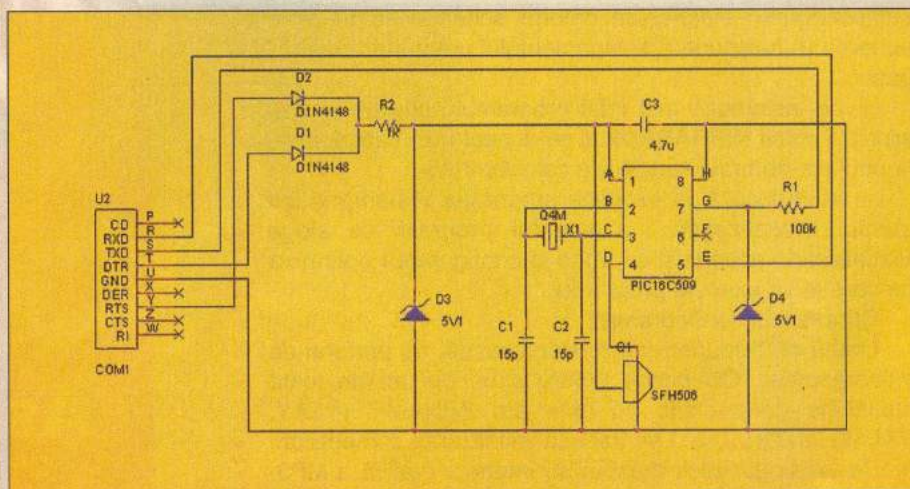 D2
D1N4148
R2
1k
C3
4.7u
D1
D1N4148
A 1 8 H
B 2 7 G
C 3 6 F
D 4 5 E
PIC16C509
R1
100k
U2
CD P
RXD R
TXD S
DTR T
GND U
DER X
RTS Y
CTS Z
RI W
COM1
Q4M
X1
D3
5V1
D4
5V1
C1
15p
C2
15p
Q1
SFH506